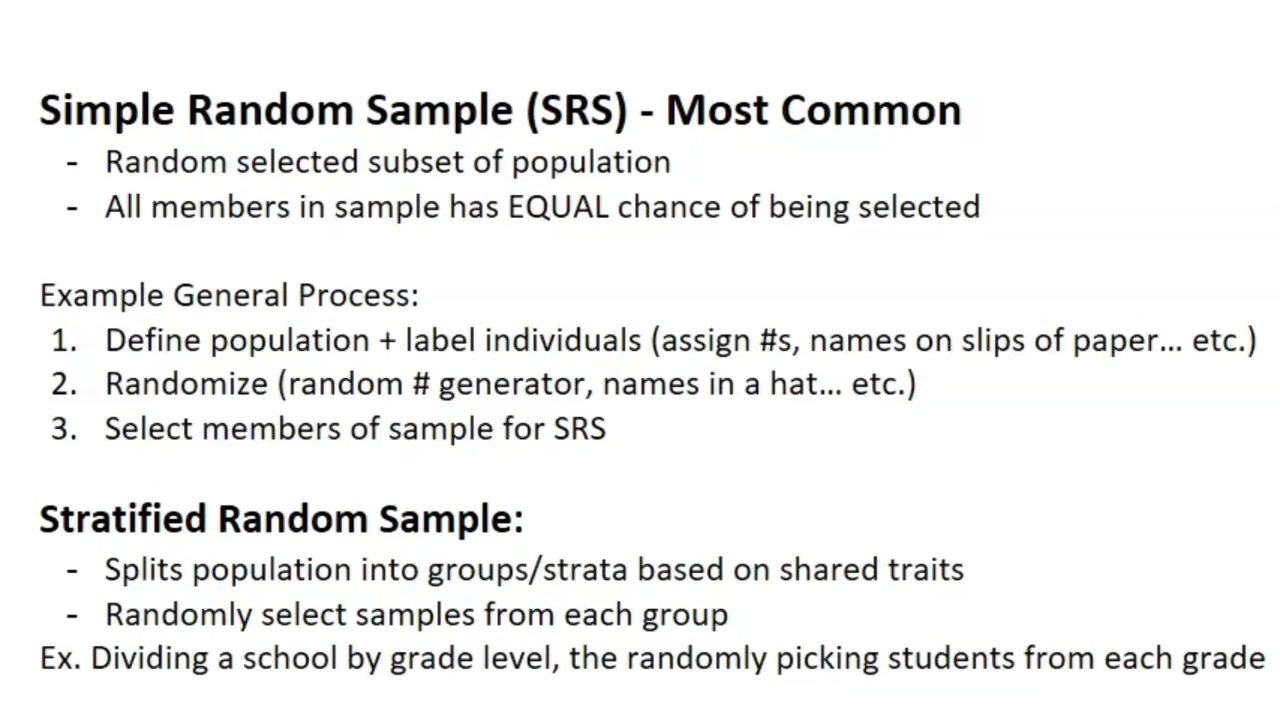 Simple Random Sample (SRS) - Most Common
- Random selected subset of population
- All members in sample has EQUAL chance of being selected
Example General Process:
1. Define population + label individuals (assign #s, names on slips of paper... etc.)
2. Randomize (random # generator, names in a hat... etc.)
3. Select members of sample for SRS
Stratified Random Sample:
- Splits population into groups/strata based on shared traits
- Randomly select samples from each group
Ex. Dividing a school by grade level, the randomly picking students from each grade